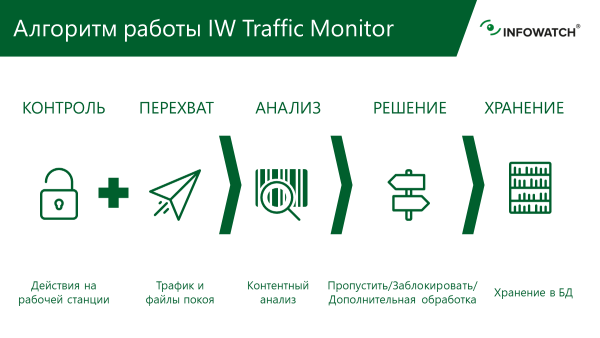 Алгоритм работы IW Traffic Monitor
INFOWATCH®
КОНТРОЛЬ
ПЕРЕХВАТ
АНАЛИЗ
РЕШЕНИЕ
ХРАНЕНИЕ
Действия на
рабочей станции
Трафик и
файлы покоя
Контентный
анализ
Пропустить/Заблокировать/
Дополнительная обработка
Хранение в БД